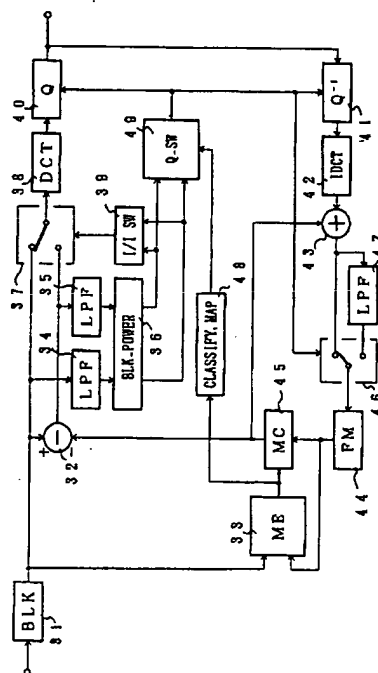 BLK
31
+
−
−
32
LPF
34
LPF
35
BLK-POWER
36
37
DCT
38
Q
40
I/I SW
39
Q-SW
49
CLASSIFY. MAP
48
ME
33
MC
45
FM
44
46
LPF
47
+
43
IDCT
42
Q⁻¹
41